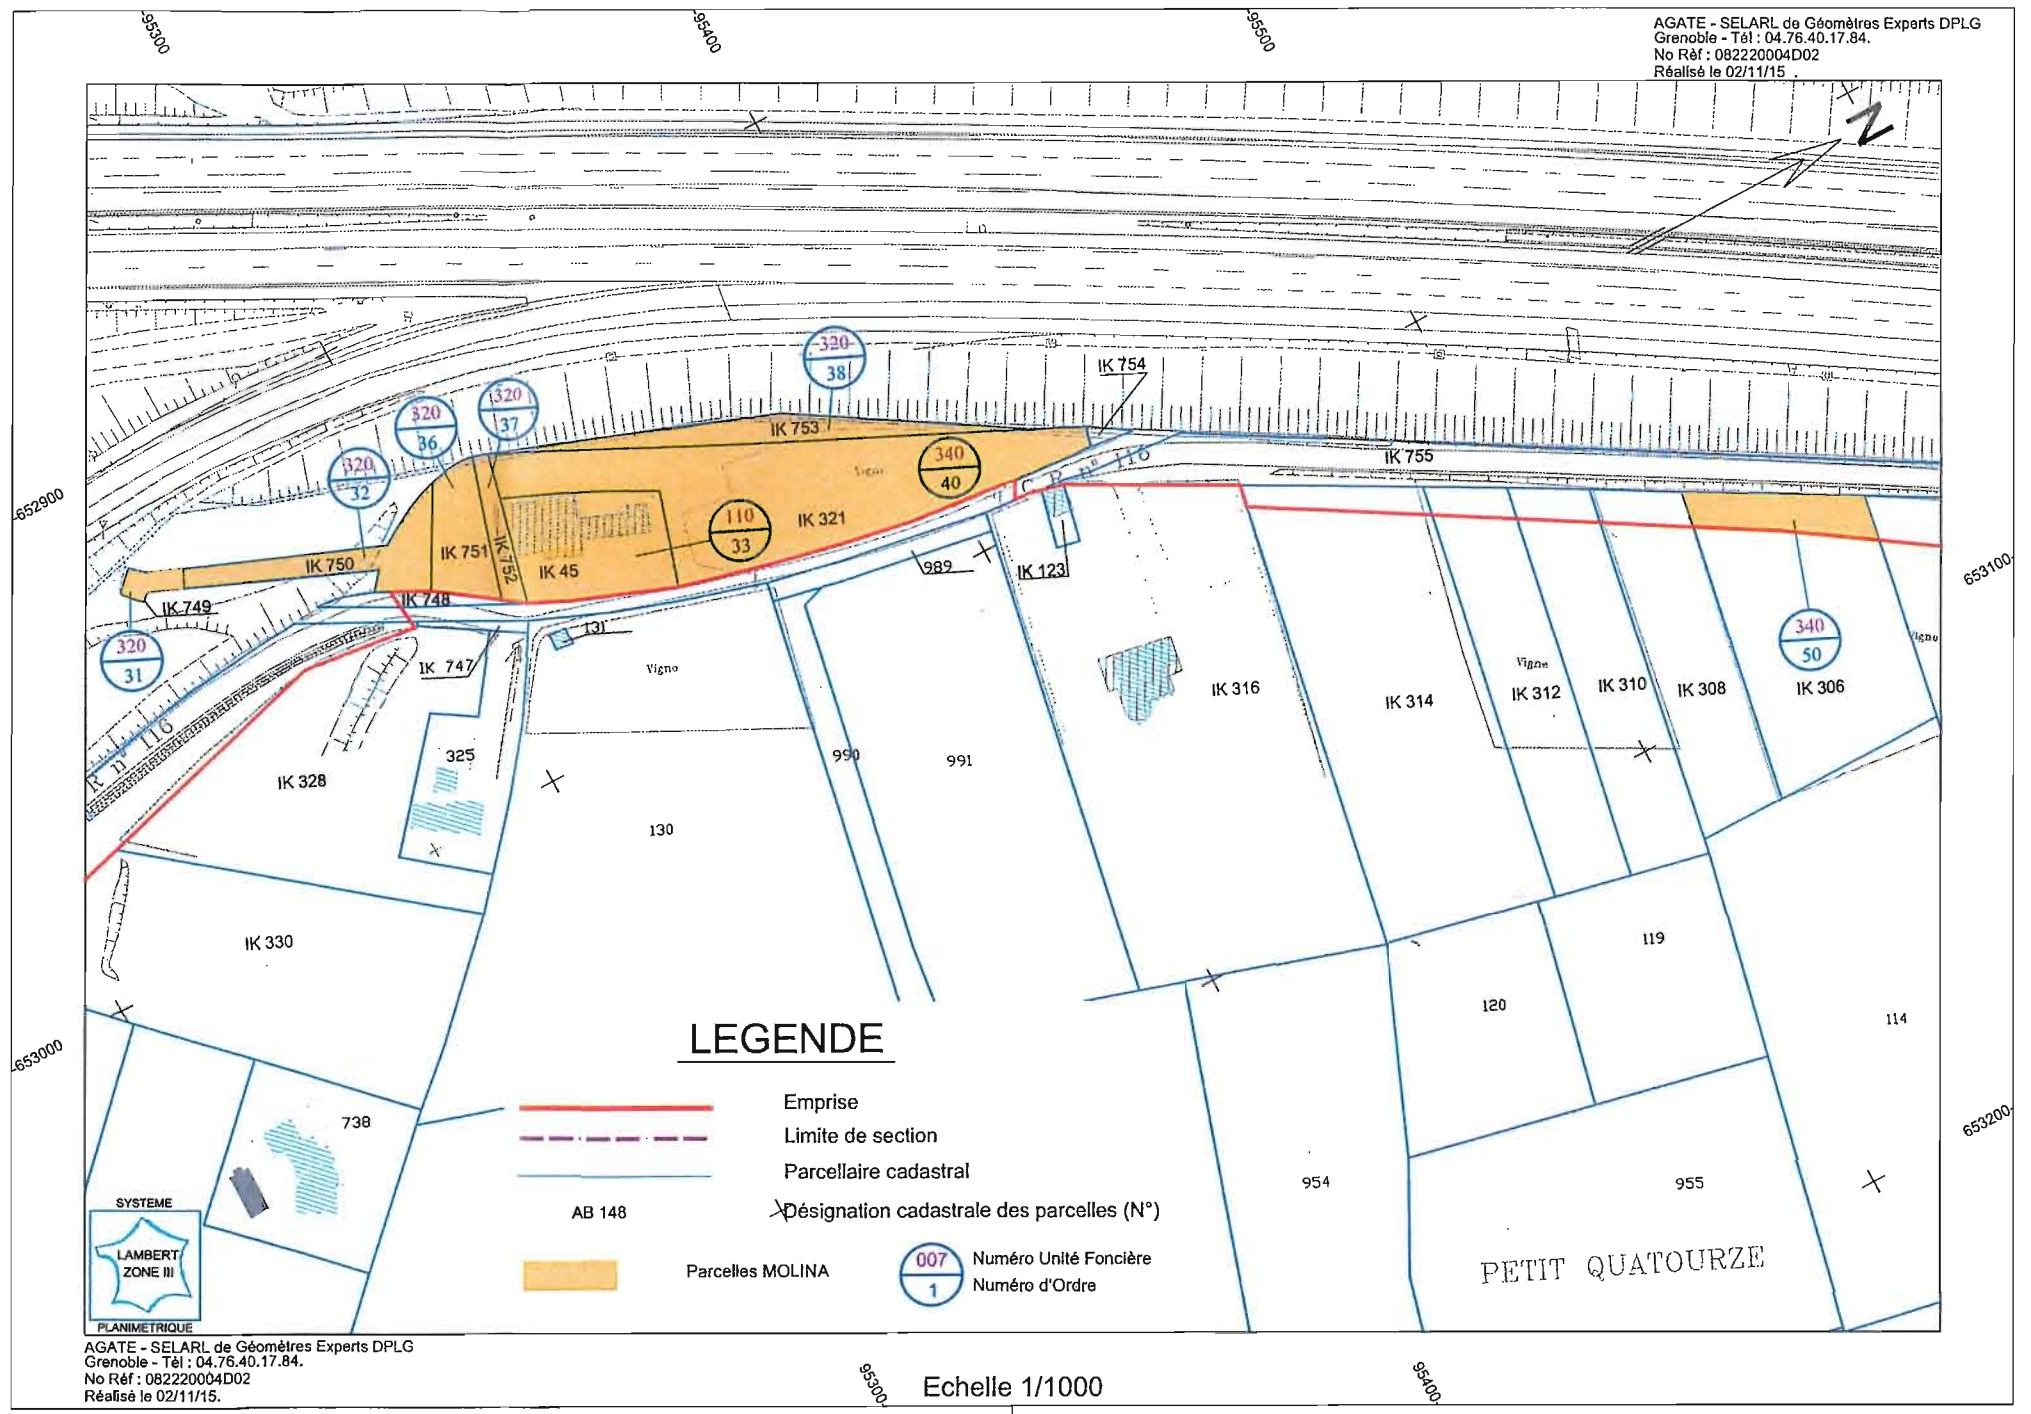 95300
95400
95500
AGATE - SELARL de Géomètres Experts DPLG
Grenoble - Tél : 04.76.40.17.84.
No Réf : 082220004D02
Réalisé le 02/11/15 .
N
320
38
IK 754
320
37
320
36
IK 753
320
32
340
40
R n° 116
IK 755
652900
Vigne
110
33
IK 321
IK 751
IK 752
IK 45
IK 750
989
IK 123
653100
IK 749
IK 748
131
320
31
IK 747
Vigne
340
50
Vigne
Vigne
IK 316
IK 314
IK 312
IK 310
IK 308
IK 306
R n° 116
325
990
991
IK 328
130
IK 330
119
120
114
653000
LEGENDE
Emprise
738
Limite de section
653200
Parcellaire cadastral
954
955
AB 148
Désignation cadastrale des parcelles (N°)
SYSTEME
LAMBERT
ZONE III
PLANIMETRIQUE
Parcelles MOLINA
007
1
Numéro Unité Foncière
Numéro d'Ordre
PETIT QUATOURZE
AGATE - SELARL de Géomètres Experts DPLG
Grenoble - Tél : 04.76.40.17.84.
No Réf : 082220004D02
Réalisé le 02/11/15.
95300
Echelle 1/1000
95400